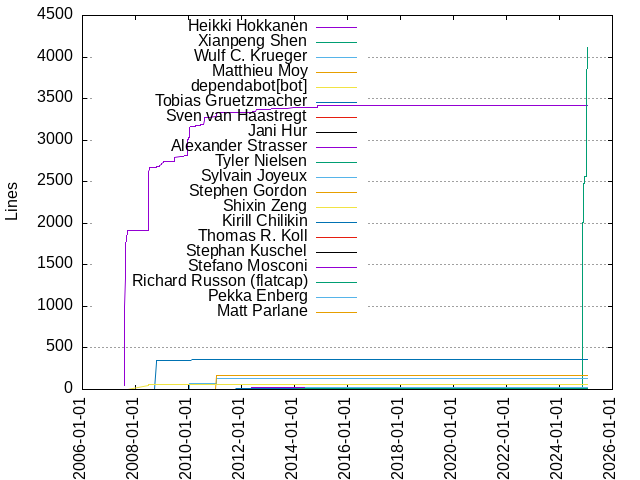 4500
4000
3500
3000
2500
2000
1500
1000
500
0
Lines
Heikki Hokkanen
Xianpeng Shen
Wulf C. Krueger
Matthieu Moy
dependabot[bot]
Tobias Gruetzmacher
Sven van Haastregt
Jani Hur
Alexander Strasser
Tyler Nielsen
Sylvain Joyeux
Stephen Gordon
Shixin Zeng
Kirill Chilikin
Thomas R. Koll
Stephan Kuschel
Stefano Mosconi
Richard Russon (flatcap)
Pekka Enberg
Matt Parlane
2006-01-01
2008-01-01
2010-01-01
2012-01-01
2014-01-01
2016-01-01
2018-01-01
2020-01-01
2022-01-01
2024-01-01
2026-01-01